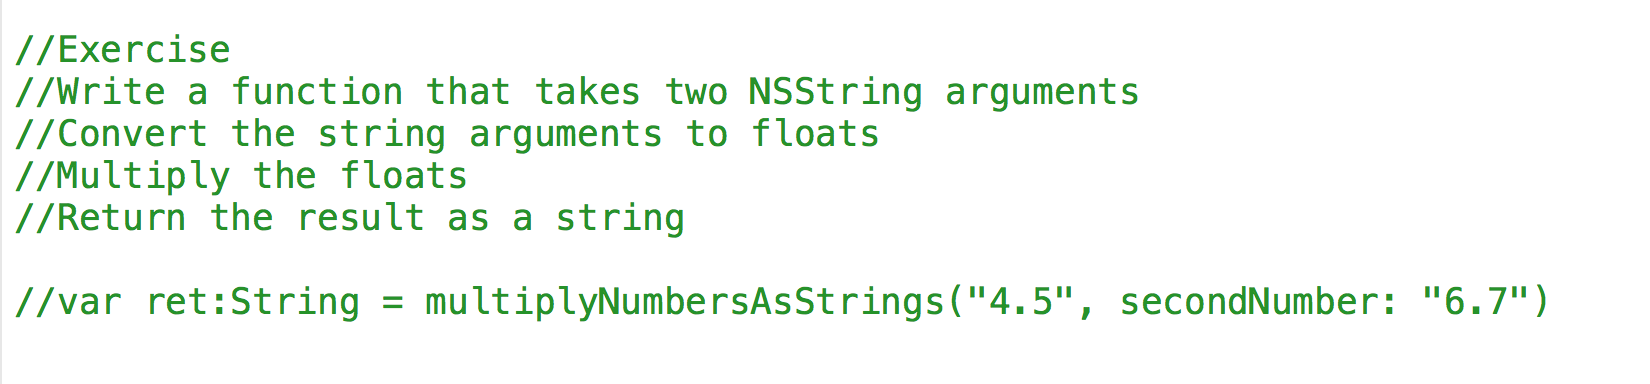 //Exercise
//Write a function that takes two NSString arguments
//Convert the string arguments to floats
//Multiply the floats
//Return the result as a string
//var ret:String = multiplyNumbersAsStrings("4.5", secondNumber: "6.7")